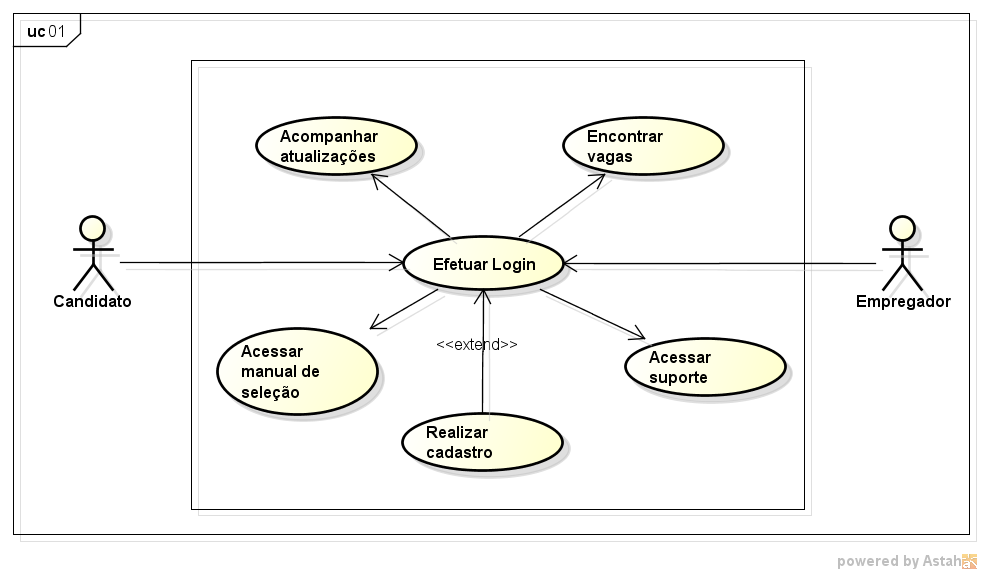 uc 01
Acompanhar
atualizações
Encontrar
vagas
Efetuar Login
Candidato
Empregador
<<extend>>
Acessar
manual de
seleção
Acessar
suporte
Realizar
cadastro
powered by Astah